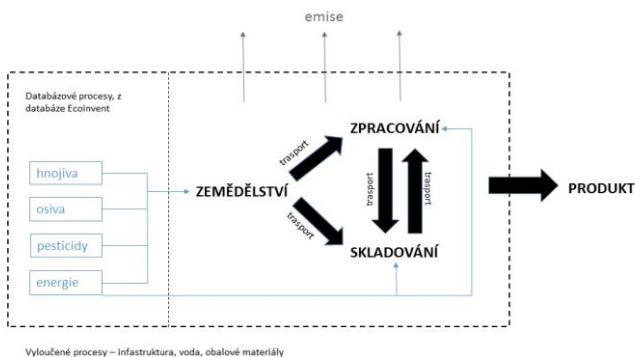 emise
Databázové procesy, z
databáze Ecoinvent
ZPRACOVÁNÍ
trasport
hnojiva
ZEMĚDĚLSTVÍ
trasport
trasport
PRODUKT
osiva
trasport
pesticidy
SKLADOVÁNÍ
energie
Vyloučené procesy – infastruktura, voda, obalové materiály